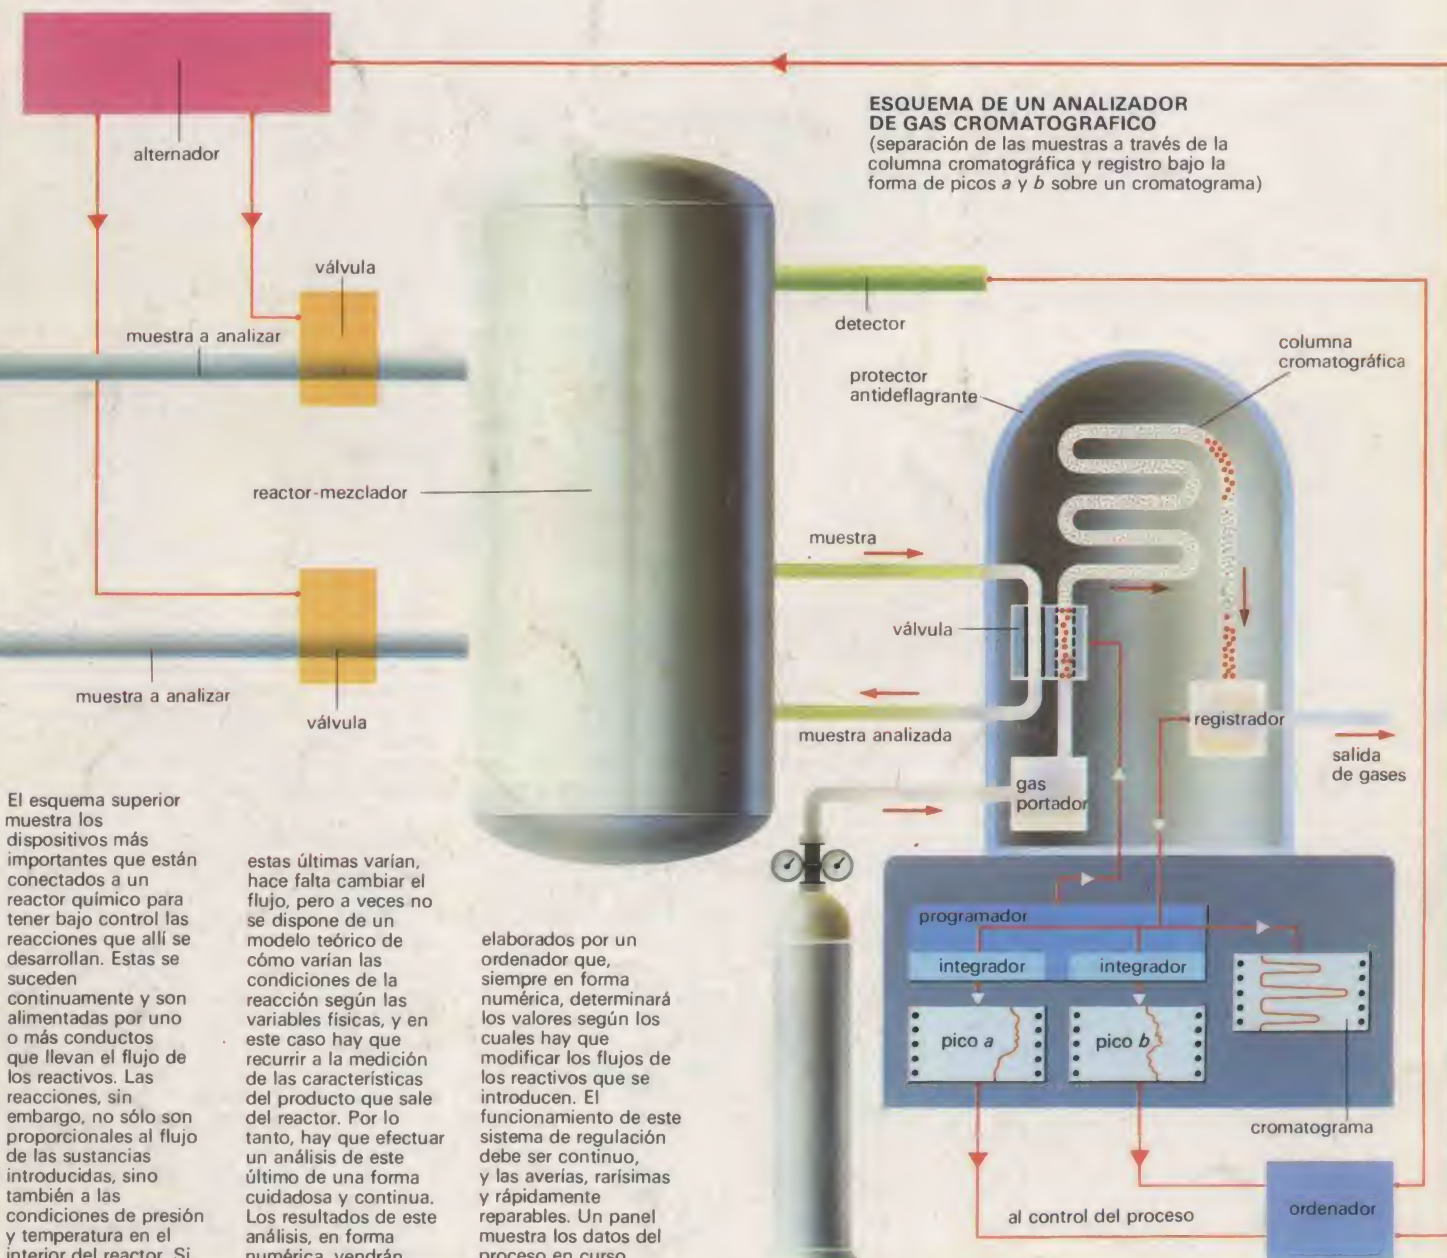 alternador
ESQUEMA DE UN ANALIZADOR
DE GAS CROMATOGRAFICO
(separación de las muestras a través de la
columna cromatográfica y registro bajo la
forma de picos a y b sobre un cromatograma)
válvula
muestra a analizar
detector
columna
cromatográfica
protector
antideflagrante
reactor-mezclador
muestra
válvula
muestra a analizar
válvula
muestra analizada
registrador
salida
de gases
gas
portador
programador
integrador
integrador
pico a
pico b
cromatograma
ordenador
al control del proceso
El esquema superior
muestra los
dispositivos más
importantes que están
conectados a un
reactor químico para
tener bajo control las
reacciones que allí se
desarrollan. Estas se
suceden
continuamente y son
alimentadas por uno
o más conductos
que llevan el flujo de
los reactivos. Las
reacciones, sin
embargo, no sólo son
proporcionales al flujo
de las sustancias
introducidas, sino
también a las
condiciones de presión
y temperatura en el
interior del reactor. Si
estas últimas varían,
hace falta cambiar el
flujo, pero a veces no
se dispone de un
modelo teórico de
cómo varían las
condiciones de la
reacción según las
variables físicas, y en
este caso hay que
recurrir a la medición
de las características
del producto que sale
del reactor. Por lo
tanto, hay que efectuar
un análisis de este
último de una forma
cuidadosa y continua.
Los resultados de este
análisis, en forma
numérica, vendrán
elaborados por un
ordenador que,
siempre en forma
numérica, determinará
los valores según los
cuales hay que
modificar los flujos de
los reactivos que se
introducen. El
funcionamiento de este
sistema de regulación
debe ser continuo,
y las averías, rarísimas
y rápidamente
reparables. Un panel
muestra los datos del
proceso en curso